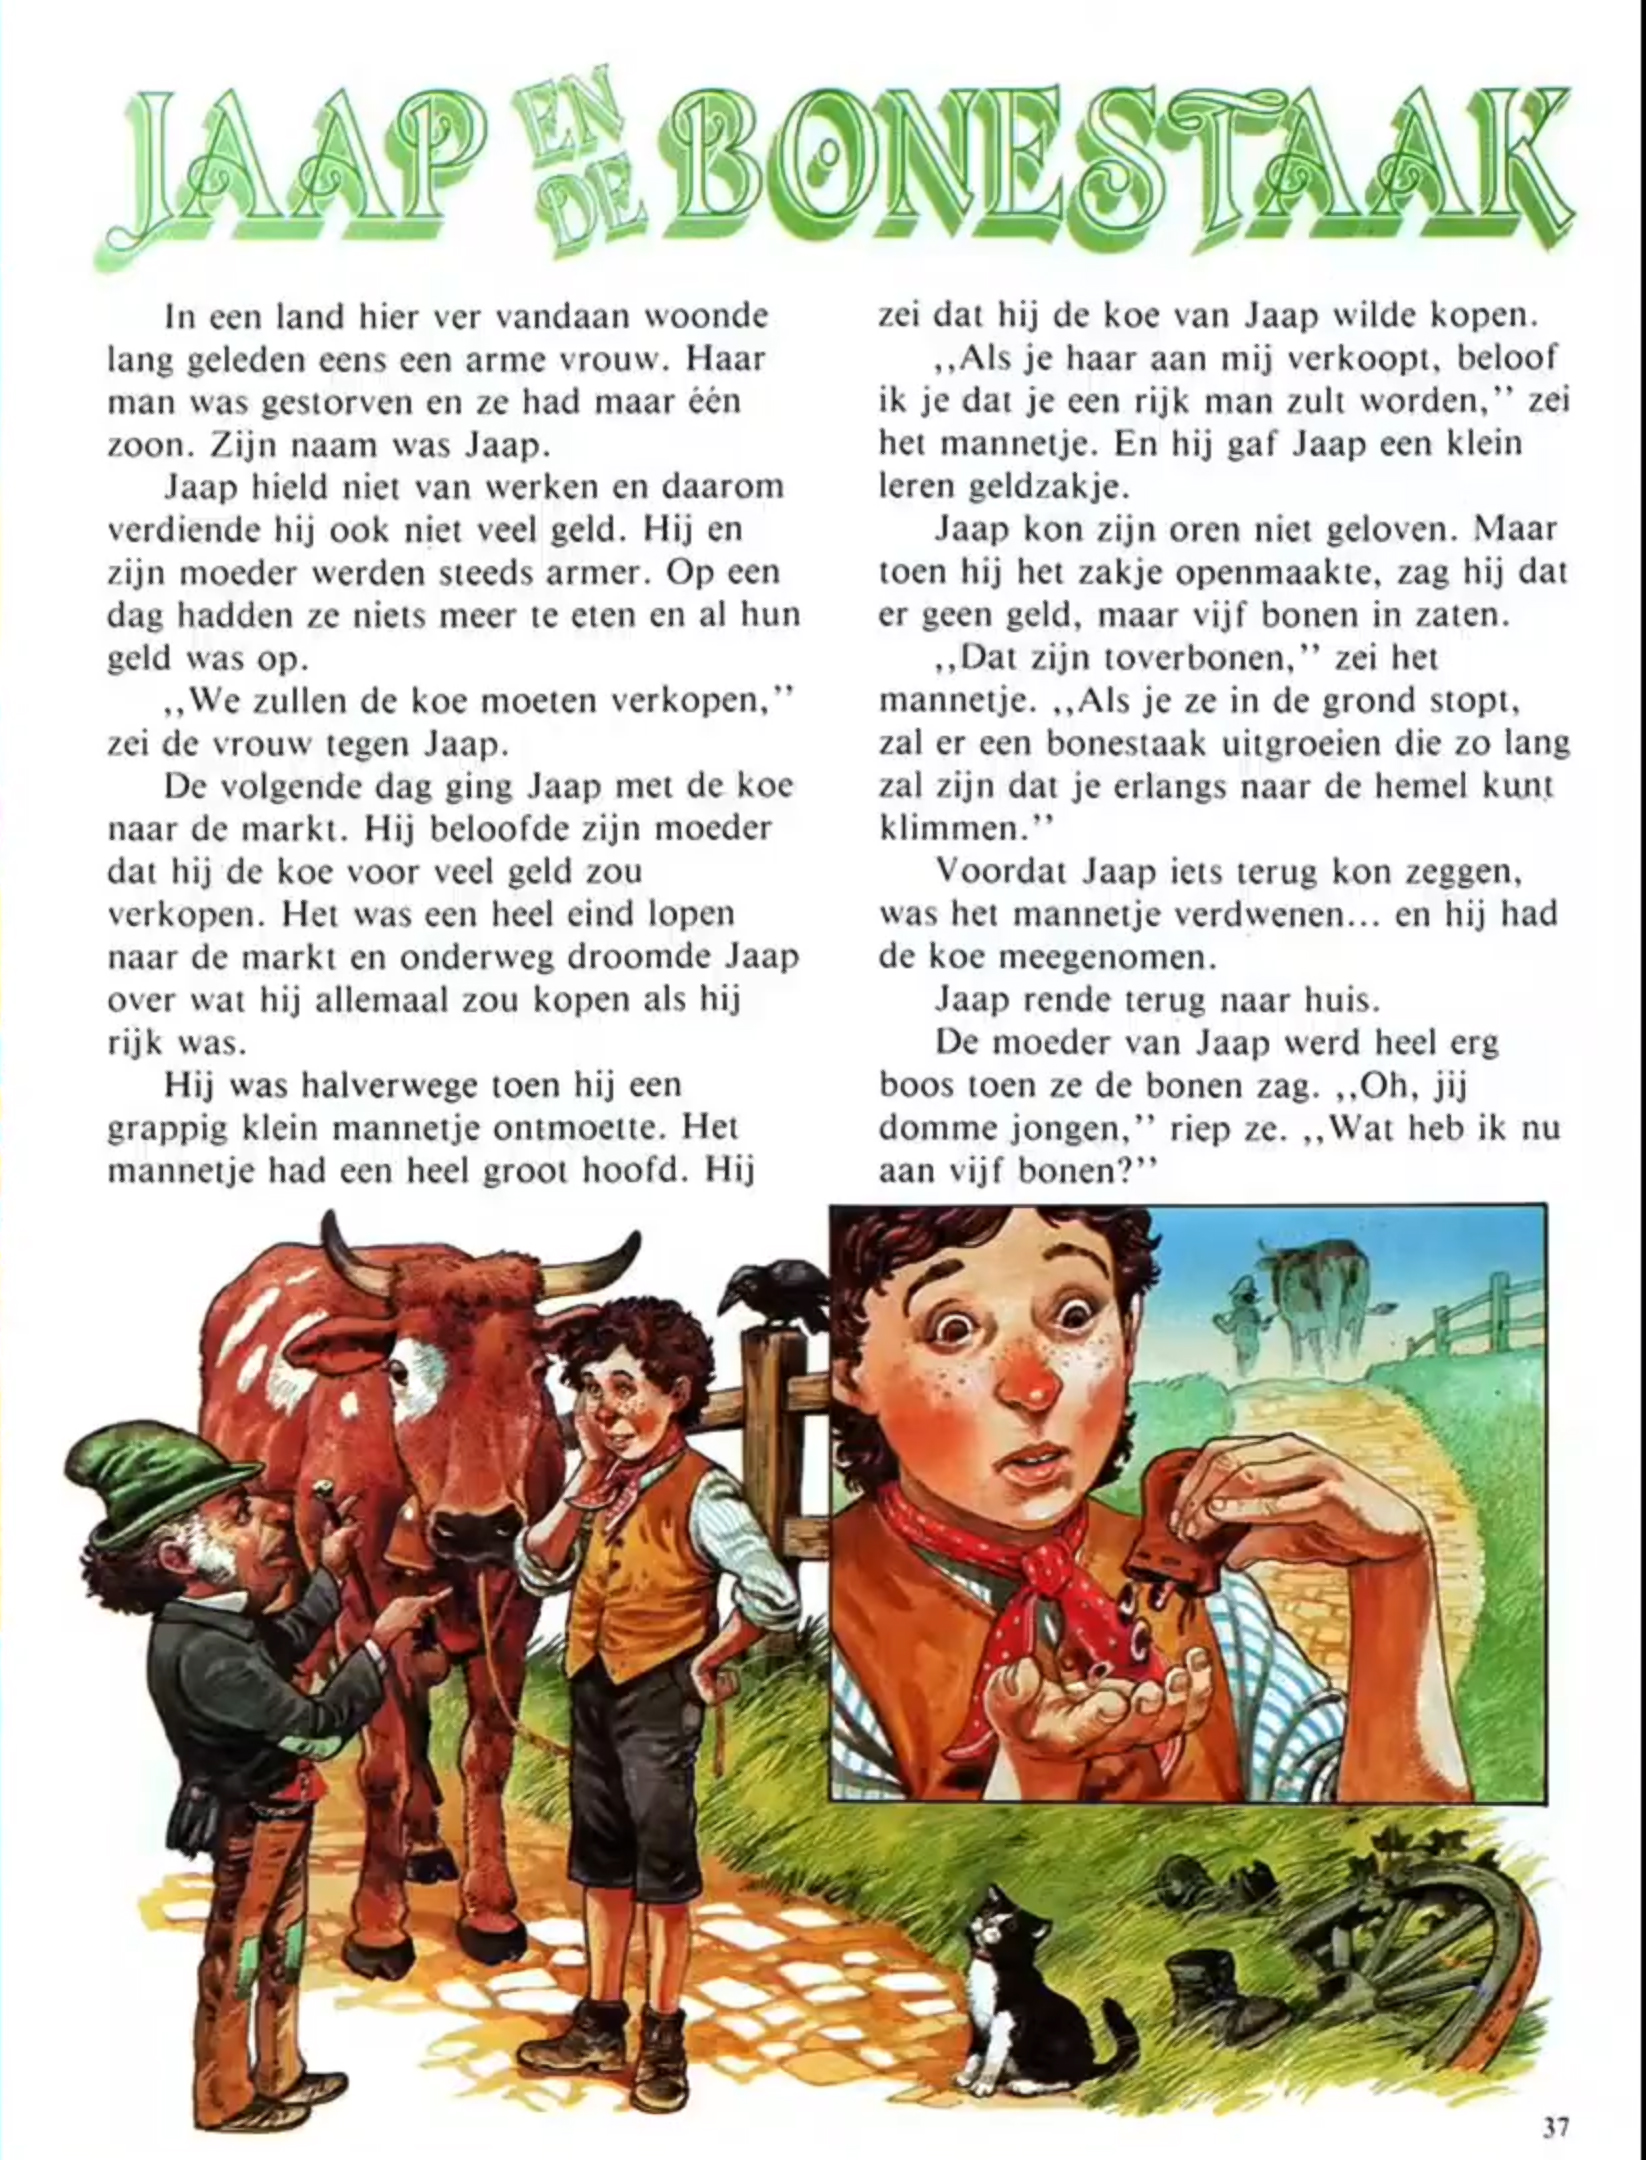 JAAP EN DE BONESTAAK
In een land hier ver vandaan woonde
lang geleden eens een arme vrouw. Haar
man was gestorven en ze had maar één
zoon. Zijn naam was Jaap.
Jaap hield niet van werken en daarom
verdiende hij ook niet veel geld. Hij en
zijn moeder werden steeds armer. Op een
dag hadden ze niets meer te eten en al hun
geld was op.
,,We zullen de koe moeten verkopen,''
zei de vrouw tegen Jaap.
De volgende dag ging Jaap met de koe
naar de markt. Hij beloofde zijn moeder
dat hij de koe voor veel geld zou
verkopen. Het was een heel eind lopen
naar de markt en onderweg droomde Jaap
over wat hij allemaal zou kopen als hij
rijk was.
Hij was halverwege toen hij een
grappig klein mannetje ontmoette. Het
mannetje had een heel groot hoofd. Hij
zei dat hij de koe van Jaap wilde kopen.
,,Als je haar aan mij verkoopt, beloof
ik je dat je een rijk man zult worden,'' zei
het mannetje. En hij gaf Jaap een klein
leren geldzakje.
Jaap kon zijn oren niet geloven. Maar
toen hij het zakje openmaakte, zag hij dat
er geen geld, maar vijf bonen in zaten.
,,Dat zijn toverbonen,'' zei het
mannetje. ,,Als je ze in de grond stopt,
zal er een bonestaak uitgroeien die zo lang
zal zijn dat je erlangs naar de hemel kunt
klimmen.''
Voordat Jaap iets terug kon zeggen,
was het mannetje verdwenen... en hij had
de koe meegenomen.
Jaap rende terug naar huis.
De moeder van Jaap werd heel erg
boos toen ze de bonen zag. ,,Oh, jij
domme jongen,'' riep ze. ,,Wat heb ik nu
aan vijf bonen?''
37